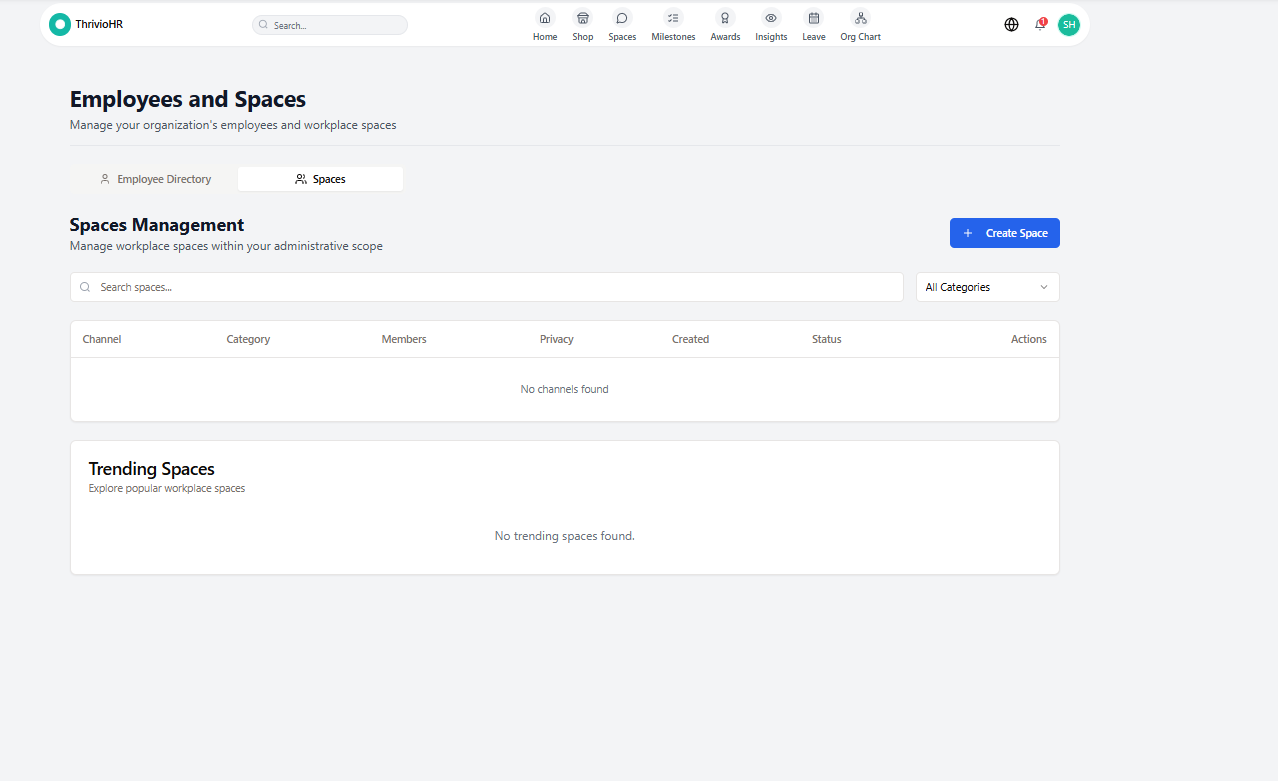 ThrivioHR
Search...
Home Shop Spaces Milestones Awards Insights Leave Org Chart
1
SH
Employees and Spaces
Manage your organization's employees and workplace spaces
Employee Directory Spaces
Spaces Management
Manage workplace spaces within your administrative scope
+ Create Space
Search spaces...
All Categories
Channel Category Members Privacy Created Status Actions
No channels found
Trending Spaces
Explore popular workplace spaces
No trending spaces found.